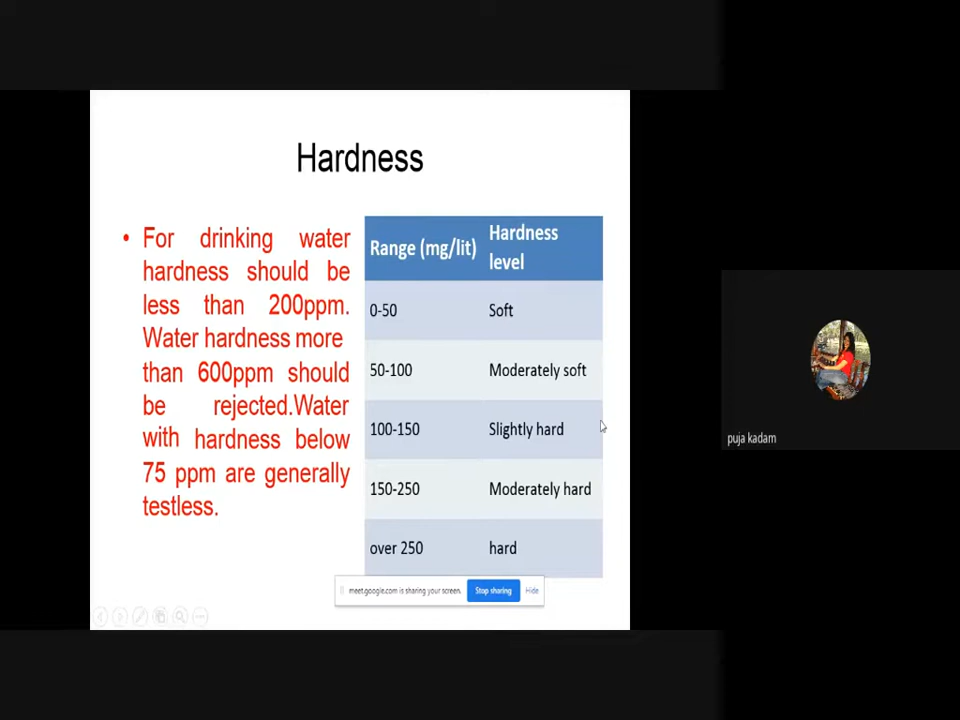 Hardness
• For drinking water
hardness should be
less than 200ppm.
Water hardness more
than 600ppm should
be rejected.Water
with hardness below
75 ppm are generally
testless.
Range (mg/lit) Hardness level
0-50 Soft
50-100 Moderately soft
100-150 Slightly hard
150-250 Moderately hard
over 250 hard
meet.google.com is sharing your screen. Stop sharing Hide
puja kadam